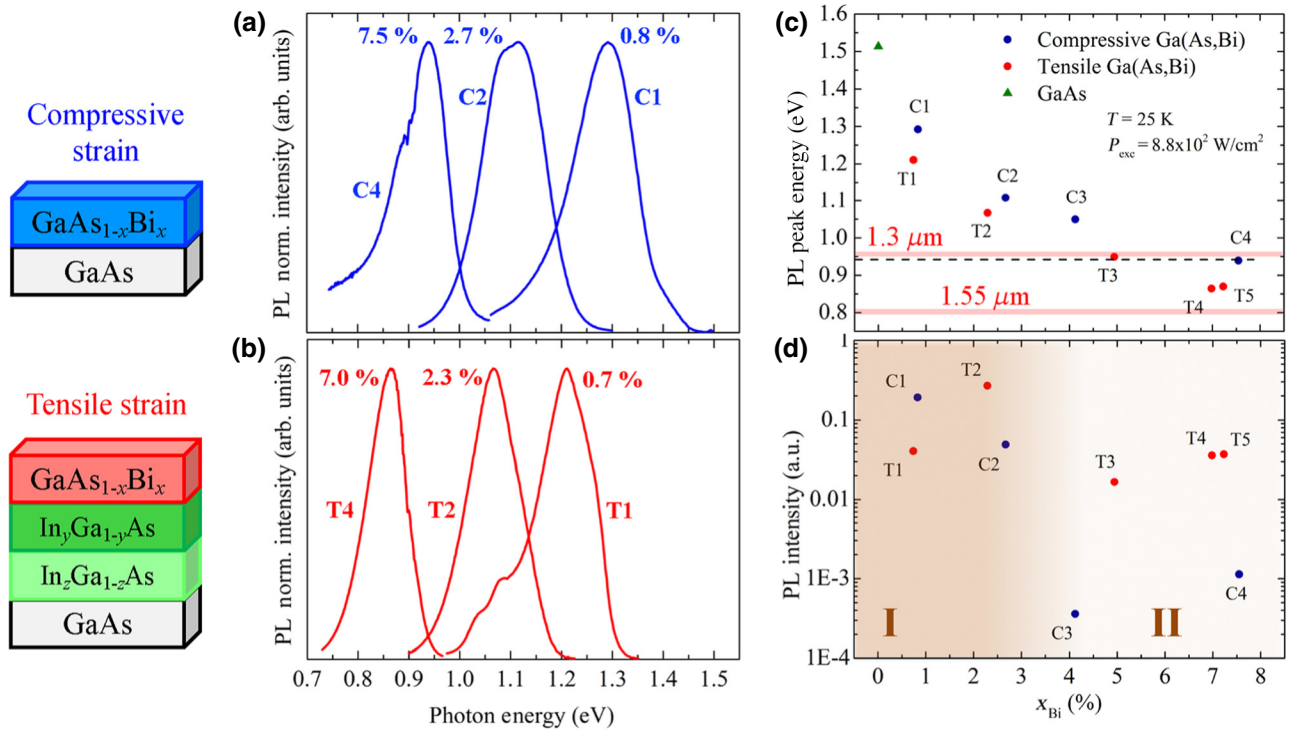 Compressive
strain
GaAs1-xBix
GaAs
Tensile strain
GaAs1-xBix
InyGa1-yAs
InzGa1-zAs
GaAs
(a)
PL norm. intensity (arb. units)
7.5 %
2.7 %
0.8 %
C4
C2
C1
(b)
PL norm. intensity (arb. units)
7.0 %
2.3 %
0.7 %
T4
T2
T1
0.7 0.8 0.9 1.0 1.1 1.2 1.3 1.4 1.5
Photon energy (eV)
(c)
PL peak energy (eV)
1.6
1.5
1.4
1.3
1.2
1.1
1.0
0.9
0.8
Compressive Ga(As,Bi)
Tensile Ga(As,Bi)
GaAs
T = 25 K
Pexc = 8.8x10² W/cm²
C1
T1
C2
T2
C3
1.3 μm
C4
T3
1.55 μm
T4
T5
(d)
PL intensity (a.u.)
1
0.1
0.01
1E-3
1E-4
C1
T2
T1
C2
T4
T5
T3
C4
C3
I
II
0 1 2 3 4 5 6 7 8
xBi (%)